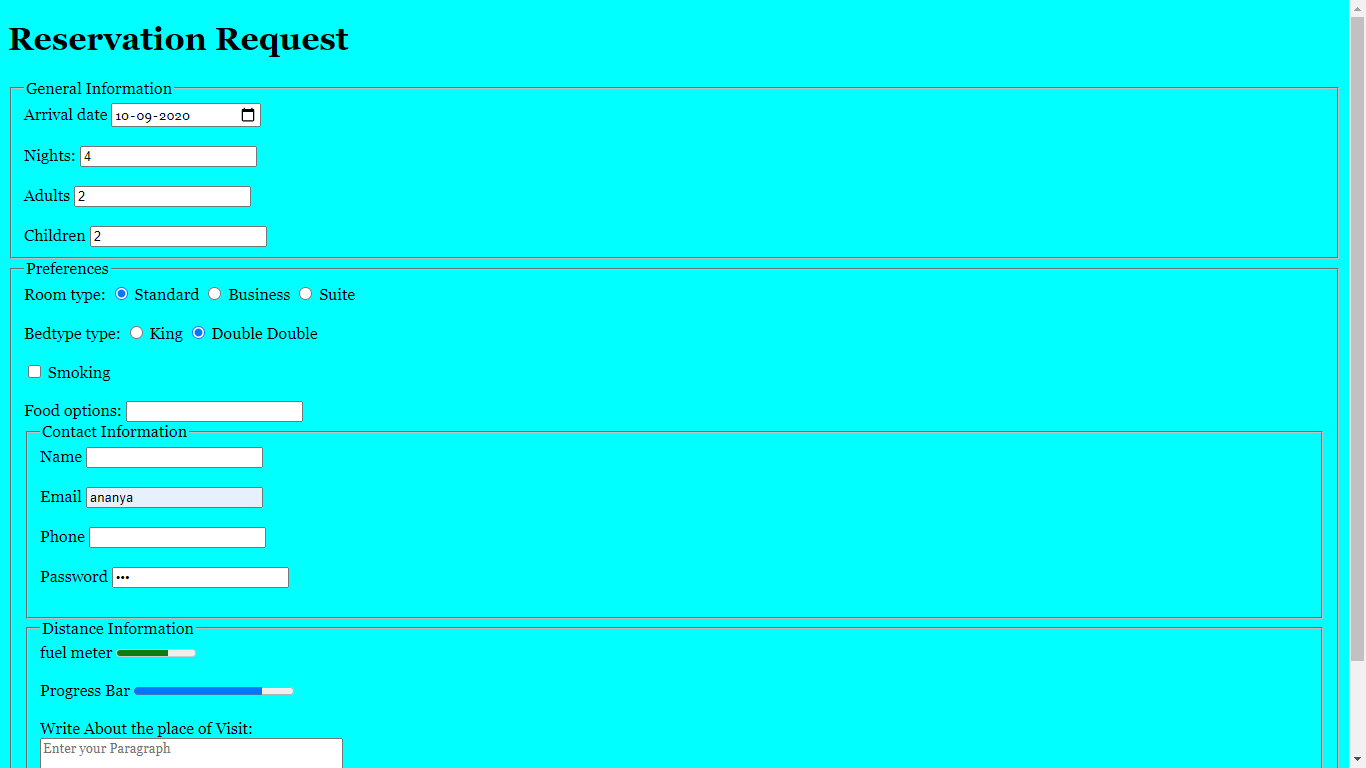 Reservation Request
General Information
Arrival date 10-09-2020
Nights: 4
Adults 2
Children 2
Preferences
Room type: Standard Business Suite
Bedtype type: King Double Double
Smoking
Food options:
Contact Information
Name
Email ananya
Phone
Password •••
Distance Information
fuel meter
Progress Bar
Write About the place of Visit:
Enter your Paragraph